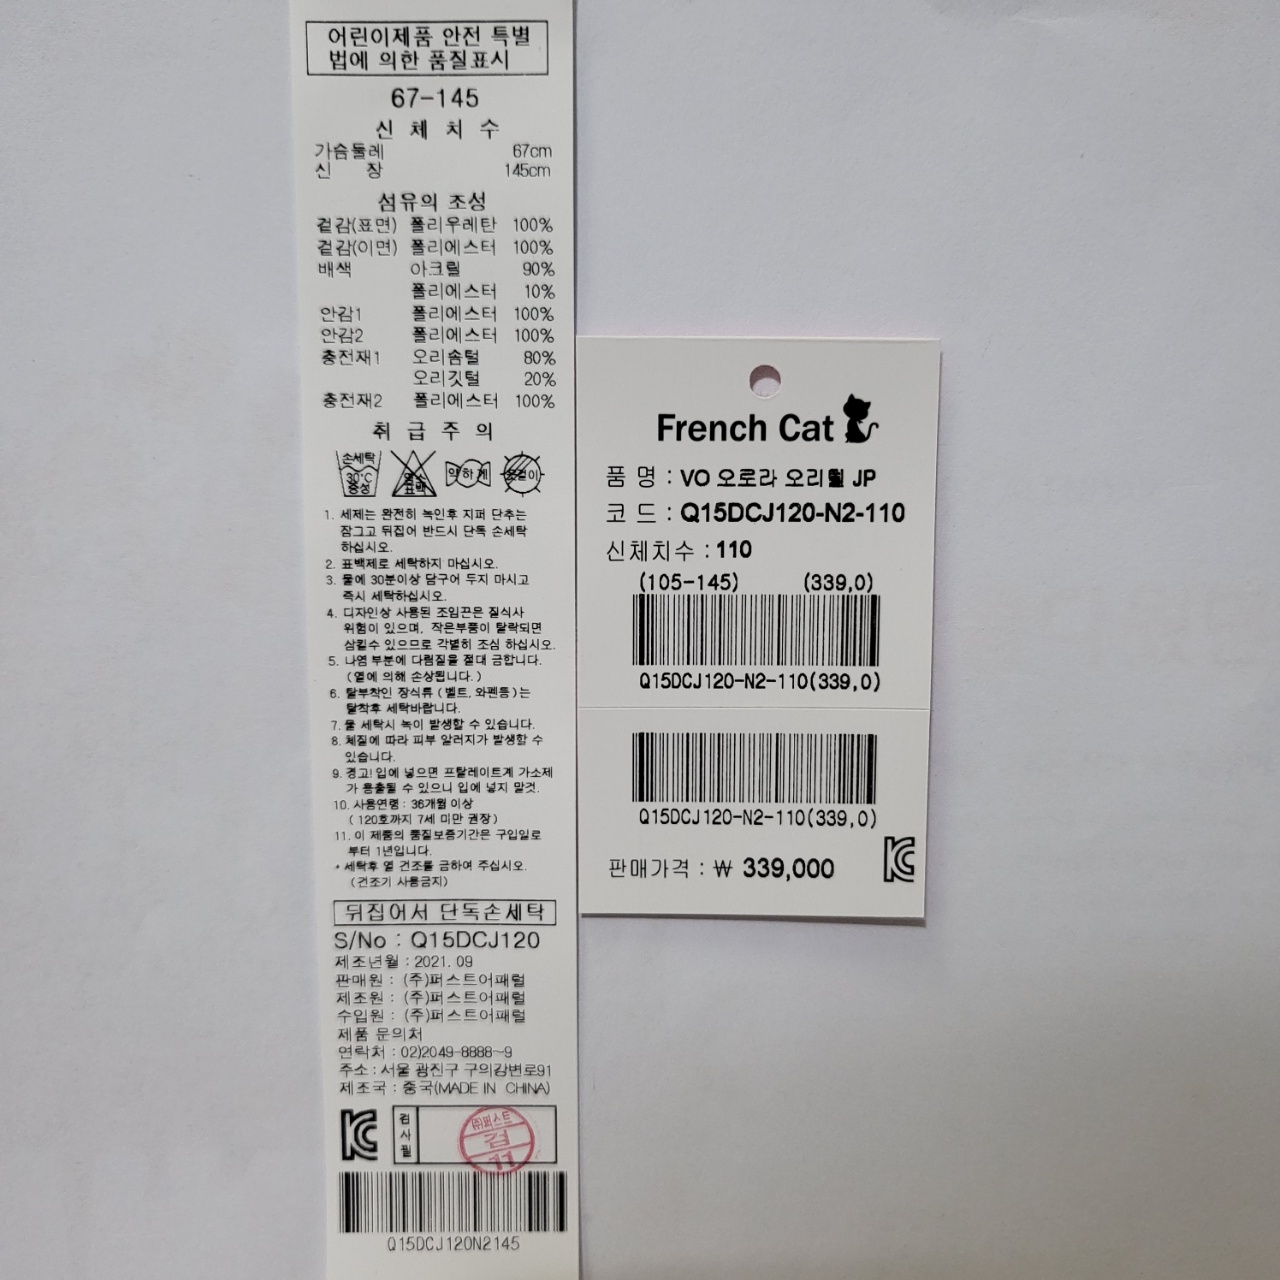 어린이제품 안전 특별
법에 의한 품질표시
67-145
신 체 치 수
가슴둘레 67cm
신 장 145cm
섬유의 조성
겉감(표면) 폴리우레탄 100%
겉감(이면) 폴리에스터 100%
배색 아크릴 90%
폴리에스터 10%
안감1 폴리에스터 100%
안감2 폴리에스터 100%
충전재1 오리솜털 80%
오리깃털 20%
충전재2 폴리에스터 100%
취 급 주 의
손세탁
30℃
중성
염소
표백
약하게
옷걸이
1. 세제는 완전히 녹인후 지퍼 단추는
잠그고 뒤집어 반드시 단독 손세탁
하십시오.
2. 표백제로 세탁하지 마십시오.
3. 물에 30분이상 담구어 두지 마시고
즉시 세탁하십시오.
4. 디자인상 사용된 조임끈은 질식사
위험이 있으며, 작은부품이 탈락되면
삼킬수 있으므로 각별히 조심 하십시오.
5. 나염 부분에 다림질을 절대 금합니다.
(열에 의해 손상됩니다.)
6. 탈부착인 장식류 (벨트, 와펜등)는
탈착후 세탁바랍니다.
7. 물 세탁시 녹이 발생할 수 있습니다.
8. 체질에 따라 피부 알러지가 발생할 수
있습니다.
9. 경고! 입에 넣으면 프탈레이트계 가소제
가 용출될 수 있으니 입에 넣지 말것.
10. 사용연령 : 36개월 이상
( 120호까지 7세 미만 권장 )
11. 이 제품의 품질보증기간은 구입일로
부터 1년입니다.
* 세탁후 열 건조를 금하여 주십시오.
(건조기 사용금지)
뒤집어서 단독손세탁
S/No : Q15DCJ120
제조년월 : 2021. 09
판매원 : (주)퍼스트어패럴
제조원 : (주)퍼스트어패럴
수입원 : (주)퍼스트어패럴
제품 문의처
연락처 : 02)2049-8888~9
주소 : 서울 광진구 구의강변로91
제조국 : 중국(MADE IN CHINA)
KC
검사필
㈜퍼스트
검
11
Q15DCJ120N2145
French Cat
품 명 : VO 오로라 오리털 JP
코 드 : Q15DCJ120-N2-110
신체치수 : 110
(105-145) (339,0)
Q15DCJ120-N2-110(339,0)
Q15DCJ120-N2-110(339,0)
판매가격 : ₩ 339,000
KC